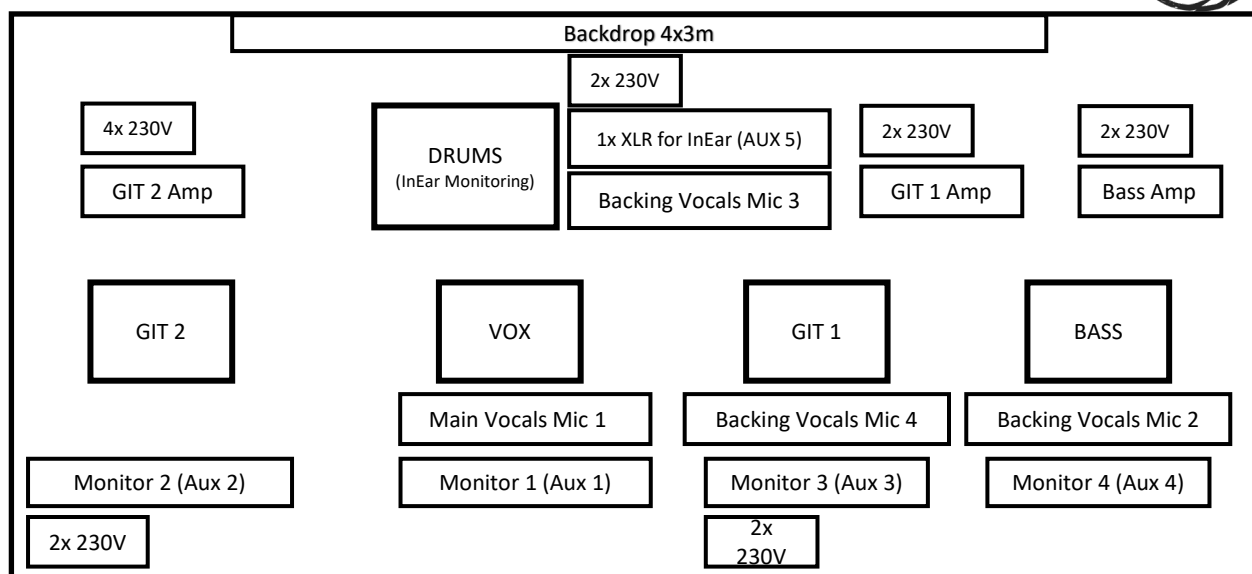 Backdrop 4x3m
2x 230V
4x 230V
DRUMS
(InEar Monitoring)
1x XLR for InEar (AUX 5)
2x 230V
2x 230V
GIT 2 Amp
Backing Vocals Mic 3
GIT 1 Amp
Bass Amp
GIT 2
VOX
GIT 1
BASS
Main Vocals Mic 1
Backing Vocals Mic 4
Backing Vocals Mic 2
Monitor 2 (Aux 2)
Monitor 1 (Aux 1)
Monitor 3 (Aux 3)
Monitor 4 (Aux 4)
2x 230V
2x
230V